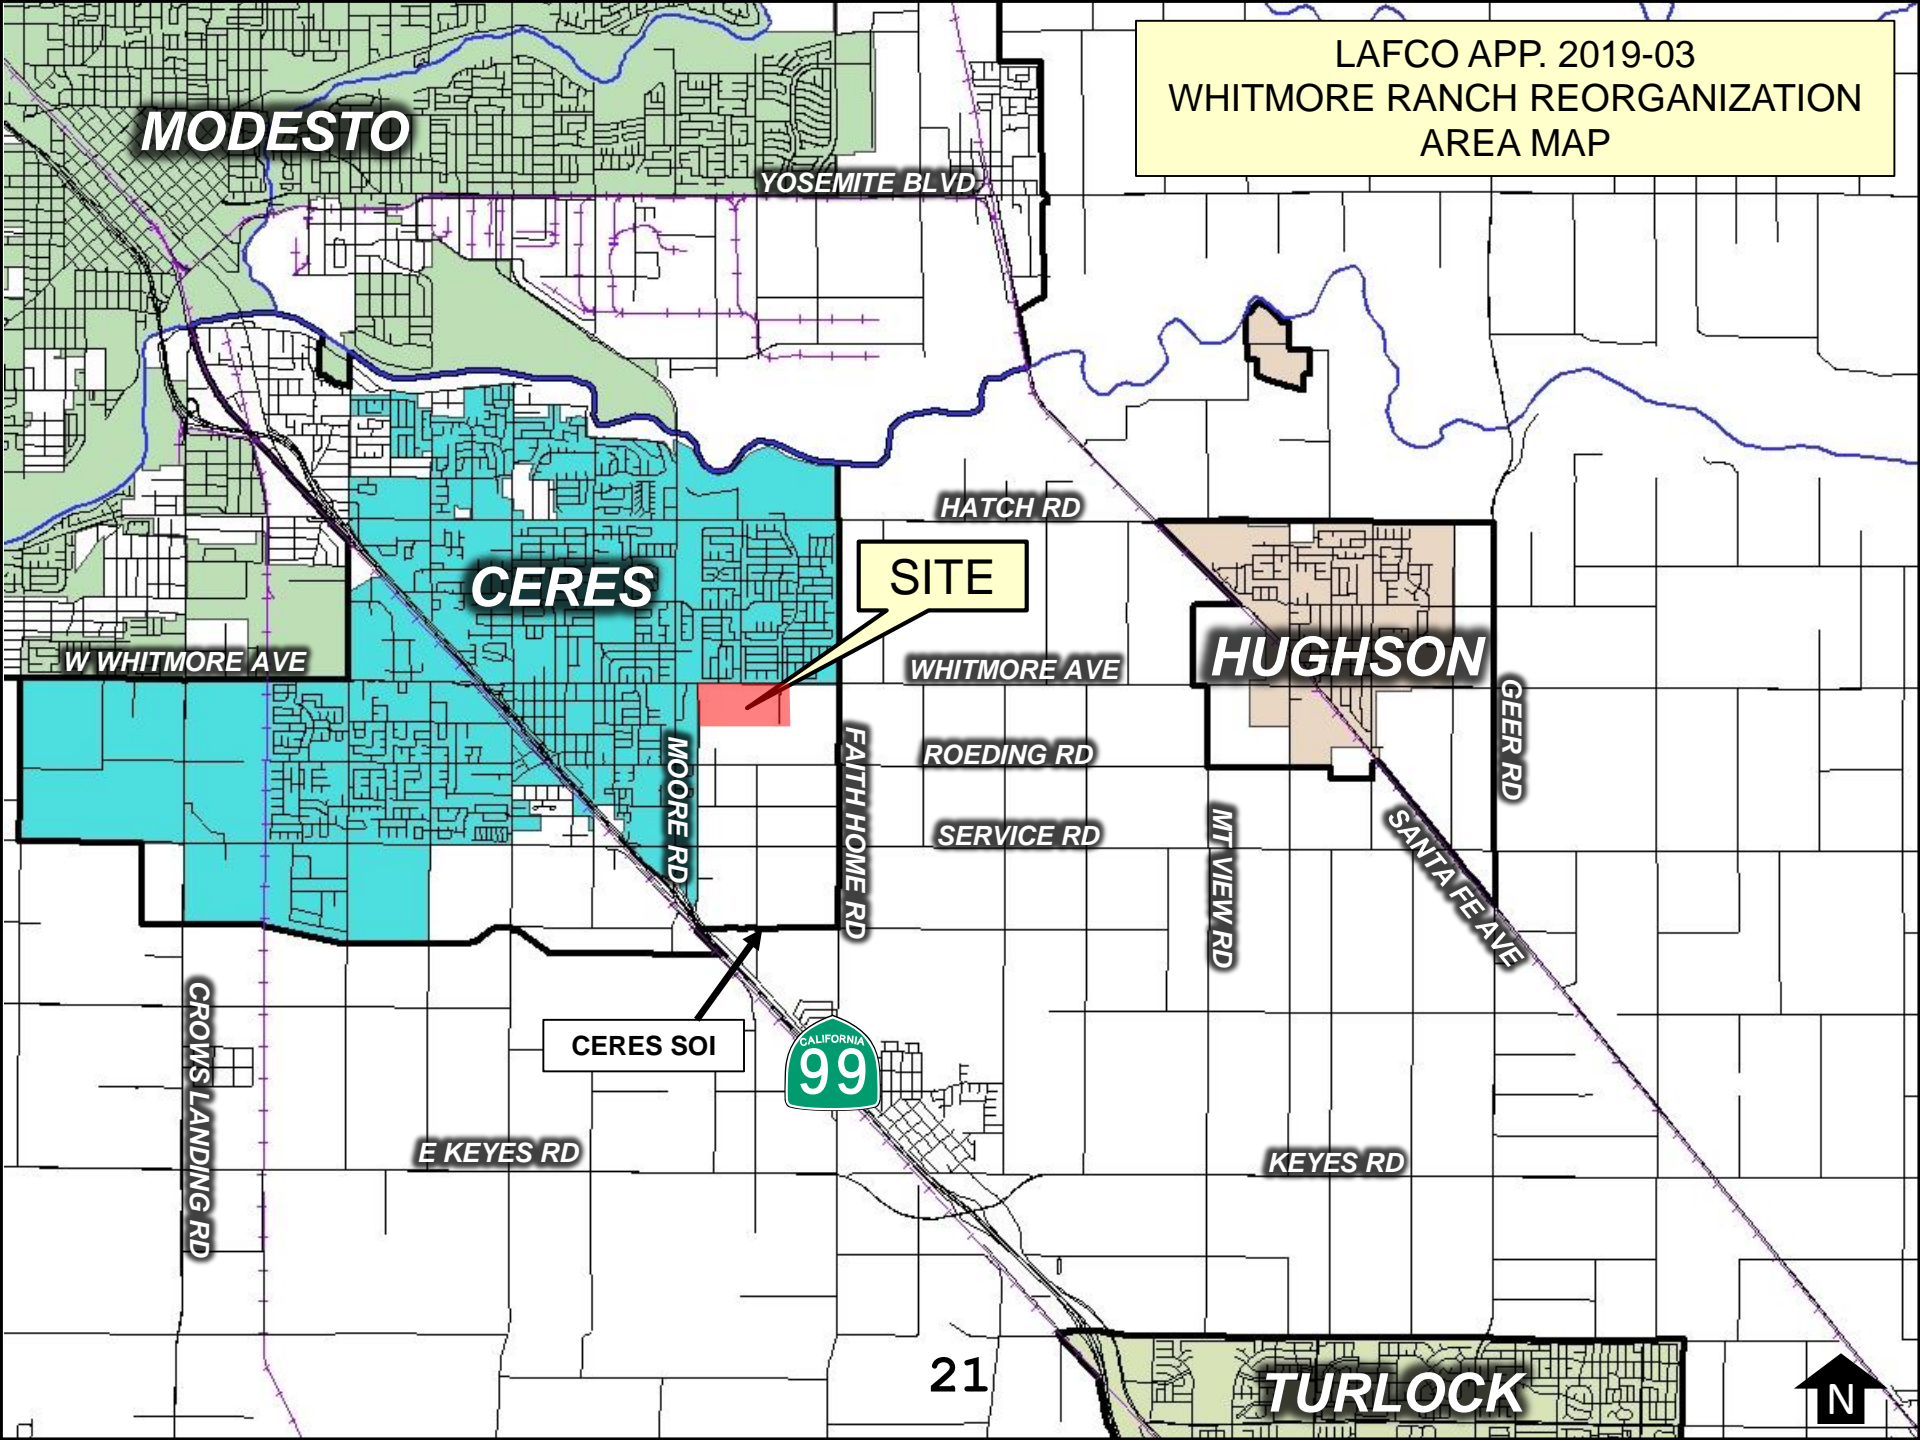 LAFCO APP. 2019-03
WHITMORE RANCH REORGANIZATION
AREA MAP
MODESTO
YOSEMITE BLVD
HATCH RD
CERES
SITE
W WHITMORE AVE
WHITMORE AVE
HUGHSON
GEER RD
MOORE RD
FAITH HOME RD
ROEDING RD
SERVICE RD
MT VIEW RD
SANTA FE AVE
CROWS LANDING RD
CERES SOI
CALIFORNIA
99
E KEYES RD
KEYES RD
21
TURLOCK
N